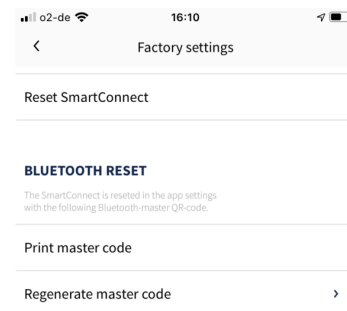 o2-de 16:10
Factory settings
Reset SmartConnect
BLUETOOTH RESET
The SmartConnect is reseted in the app settings
with the following Bluetooth-master QR-code.
Print master code
Regenerate master code